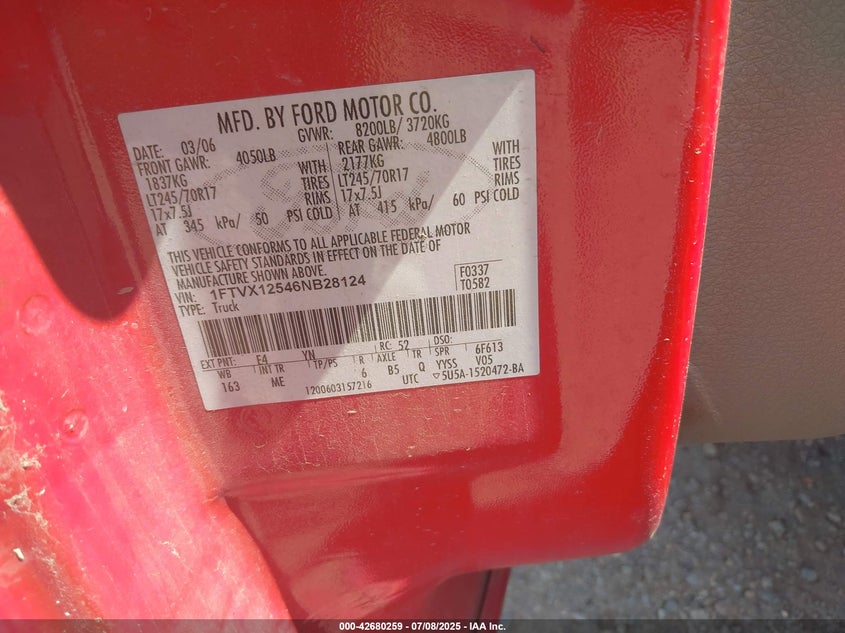 MFD. BY FORD MOTOR CO.
DATE: 03/06 GVWR: 8200LB/ 3720KG
FRONT GAWR: 4050LB REAR GAWR: 4800LB
1837KG WITH 2177KG WITH
LT245/70R17 TIRES LT245/70R17 TIRES
17x7.5J RIMS 17x7.5J RIMS
AT 345 kPa/ 50 PSI COLD AT 415 kPa/ 60 PSI COLD
THIS VEHICLE CONFORMS TO ALL APPLICABLE FEDERAL MOTOR
VEHICLE SAFETY STANDARDS IN EFFECT ON THE DATE OF
MANUFACTURE SHOWN ABOVE.
VIN: 1FTVX12546NB28124 F0337
TYPE: Truck T0582
EXT PNT: E4 YN RC: 52 DSO:
WB INT TR TP/PS R AXLE TR SPR 6F613
163 ME 6 B5 Q YYSS V05
1200603157216 UTC ▽5U5A-1520472-BA
000-42680259 - 07/08/2025 - IAA Inc.